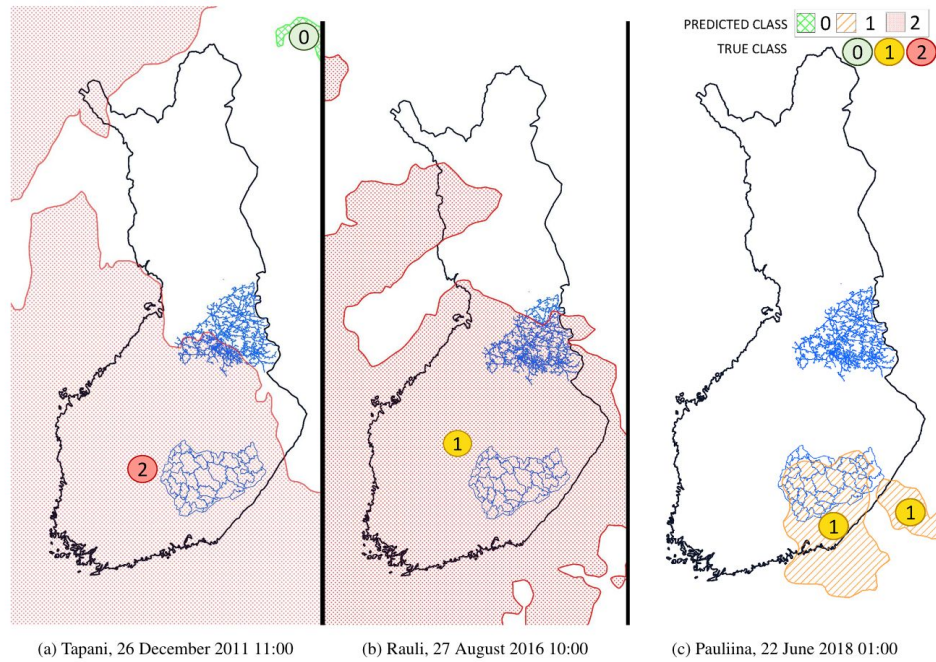 0
PREDICTED CLASS 0 1 2
TRUE CLASS 0 1 2
2
1
1
1
(a) Tapani, 26 December 2011 11:00
(b) Rauli, 27 August 2016 10:00
(c) Pauliina, 22 June 2018 01:00